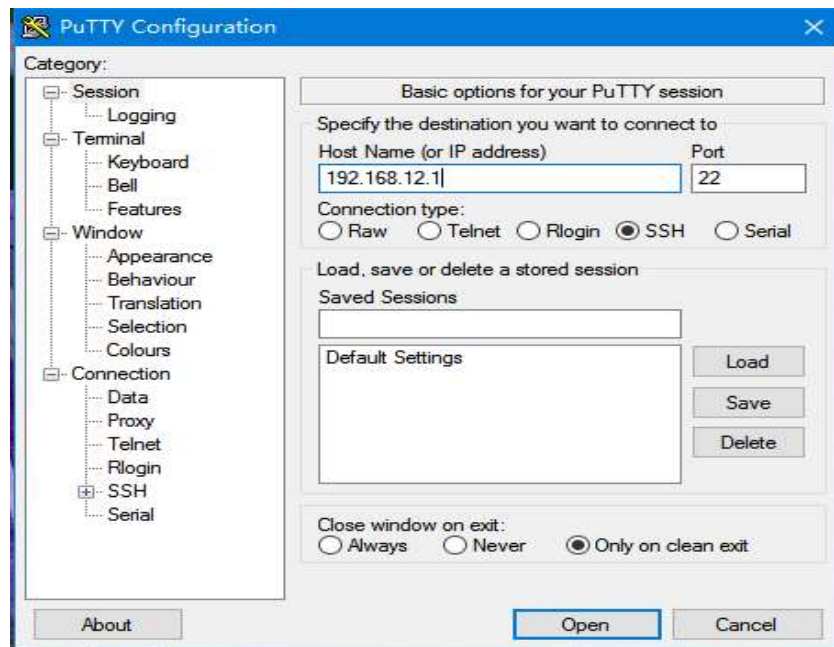 PuTTY Configuration
Category:
Session
Logging
Terminal
Keyboard
Bell
Features
Window
Appearance
Behaviour
Translation
Selection
Colours
Connection
Data
Proxy
Telnet
Rlogin
SSH
Serial
Basic options for your PuTTY session
Specify the destination you want to connect to
Host Name (or IP address) Port
192.168.12.1 22
Connection type:
Raw Telnet Rlogin SSH Serial
Load, save or delete a stored session
Saved Sessions
Default Settings
Load
Save
Delete
Close window on exit:
Always Never Only on clean exit
About Open Cancel